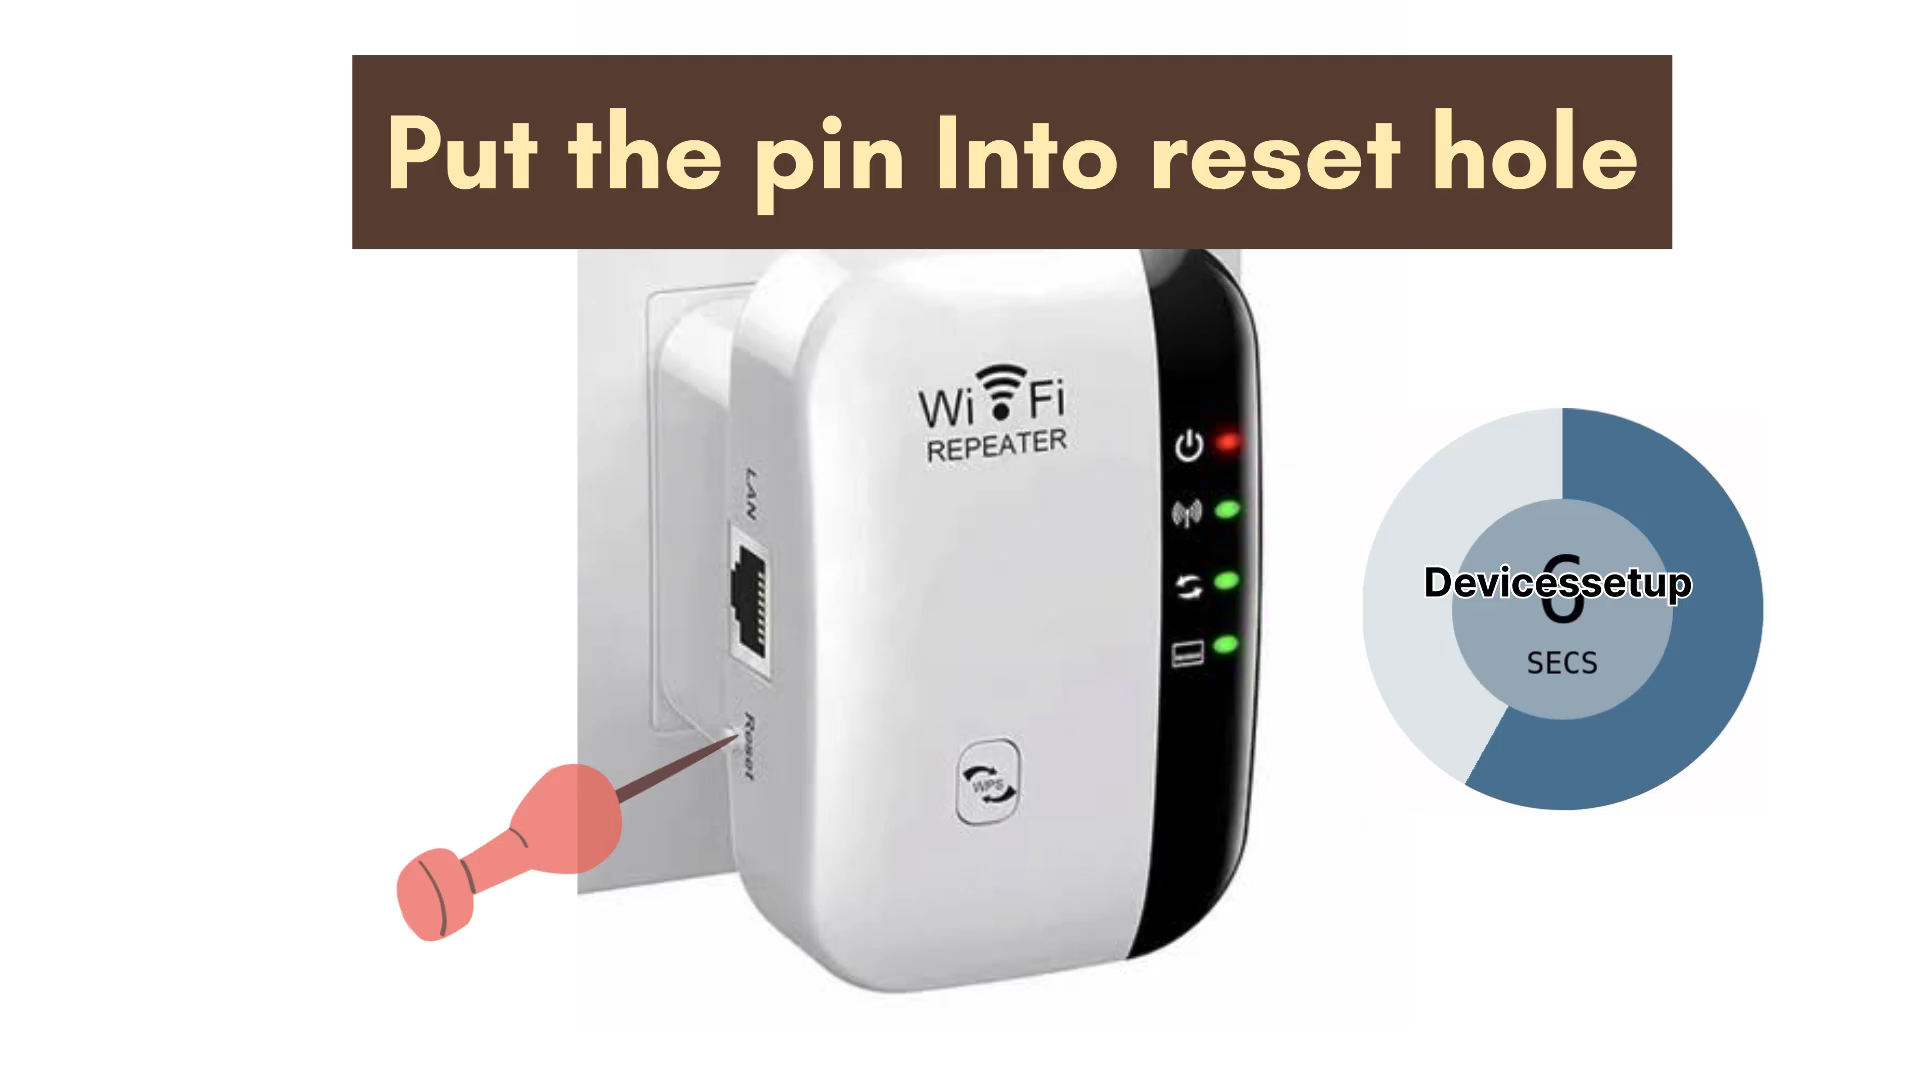 Put the pin Into reset hole
Wi Fi
REPEATER
LAN
Reset
WPS
6
Devicessetup
SECS